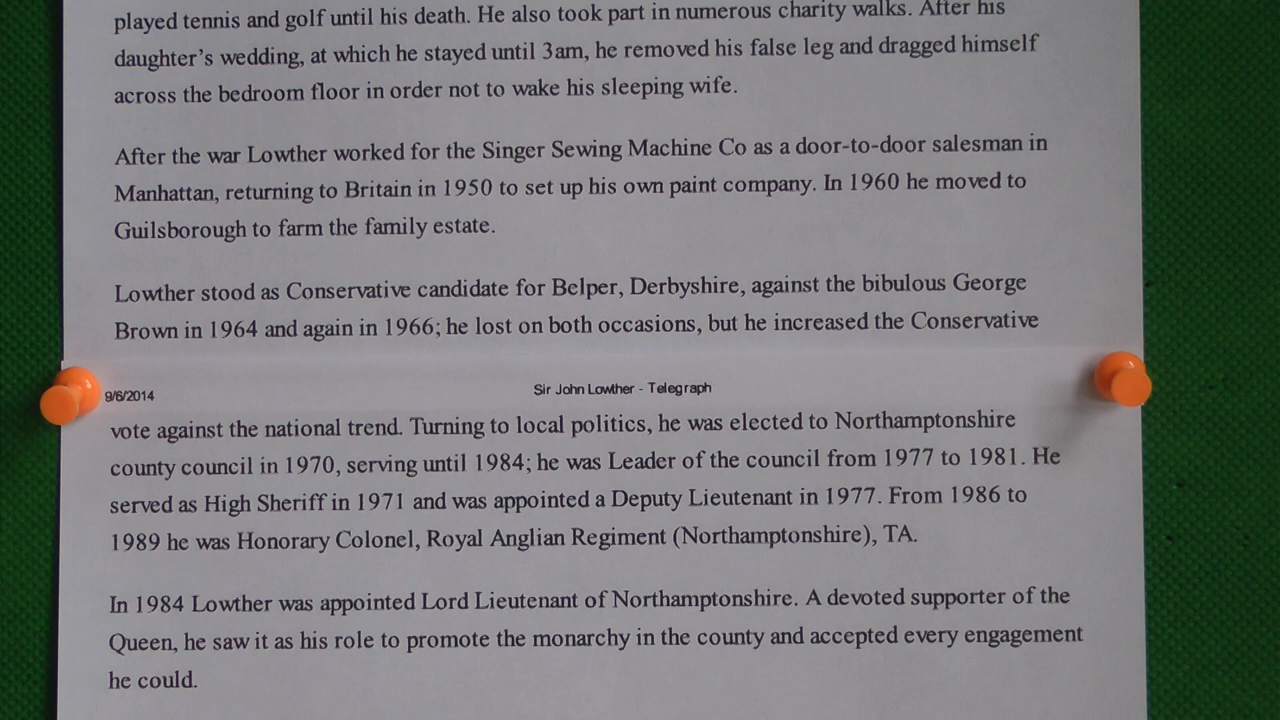 played tennis and golf until his death. He also took part in numerous charity walks. After his
daughter's wedding, at which he stayed until 3am, he removed his false leg and dragged himself
across the bedroom floor in order not to wake his sleeping wife.
After the war Lowther worked for the Singer Sewing Machine Co as a door-to-door salesman in
Manhattan, returning to Britain in 1950 to set up his own paint company. In 1960 he moved to
Guilsborough to farm the family estate.
Lowther stood as Conservative candidate for Belper, Derbyshire, against the bibulous George
Brown in 1964 and again in 1966; he lost on both occasions, but he increased the Conservative
9/6/2014 Sir John Lowther - Telegraph
vote against the national trend. Turning to local politics, he was elected to Northamptonshire
county council in 1970, serving until 1984; he was Leader of the council from 1977 to 1981. He
served as High Sheriff in 1971 and was appointed a Deputy Lieutenant in 1977. From 1986 to
1989 he was Honorary Colonel, Royal Anglian Regiment (Northamptonshire), TA.
In 1984 Lowther was appointed Lord Lieutenant of Northamptonshire. A devoted supporter of the
Queen, he saw it as his role to promote the monarchy in the county and accepted every engagement
he could.